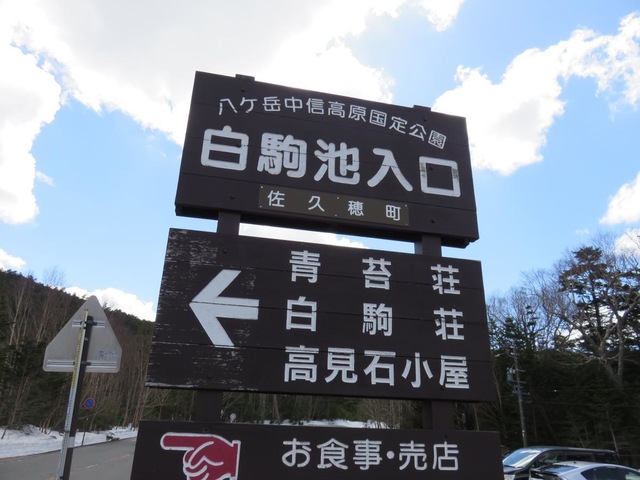 八ケ岳中信高原国定公園
白駒池入口
佐久穂町
青苔荘
白駒荘
高見石小屋
お食事・売店